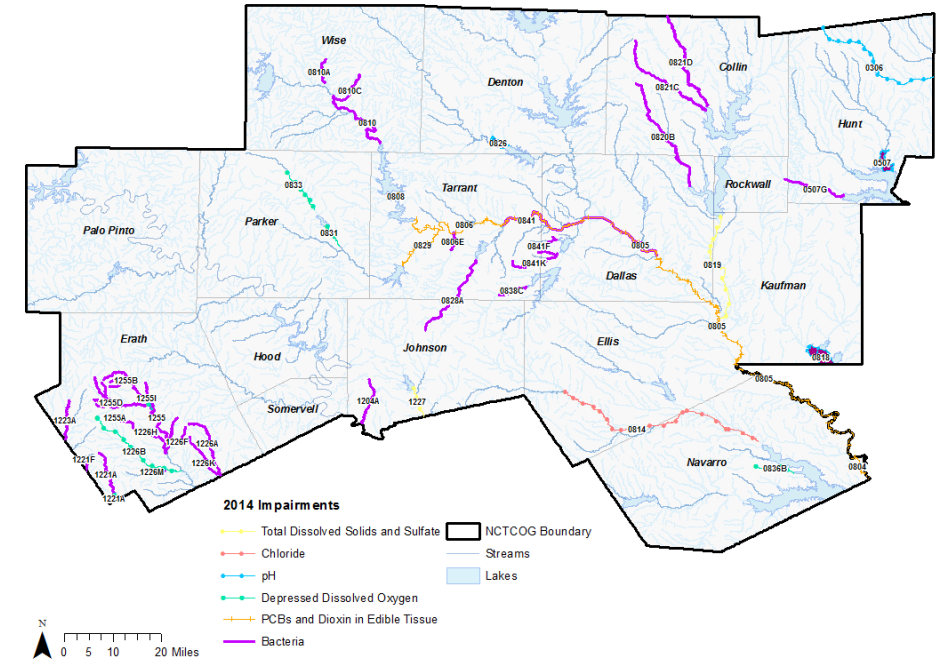 Wise
0810A
0810C
0810
Denton
0826
0821D
Collin
0821C
0820B
0306
Hunt
0507
0507G
Rockwall
0833
0831
Parker
Palo Pinto
0808
Tarrant
0806
0841
0829
0806E
0841F
0841K
0838C
0805
0828A
Dallas
0819
Kaufman
0805
0818
Erath
Hood
Johnson
Ellis
Somervell
0805
1255B
1255I
1255D
1255A
1255
1223A
1226H
1226F
1226A
1226B
1221F
1226M
1226K
1221A
1221A
1204A
1227
0814
Navarro
0836B
0804
2014 Impairments
Total Dissolved Solids and Sulfate
Chloride
pH
Depressed Dissolved Oxygen
PCBs and Dioxin in Edible Tissue
Bacteria
NCTCOG Boundary
Streams
Lakes
N
0 5 10 20 Miles